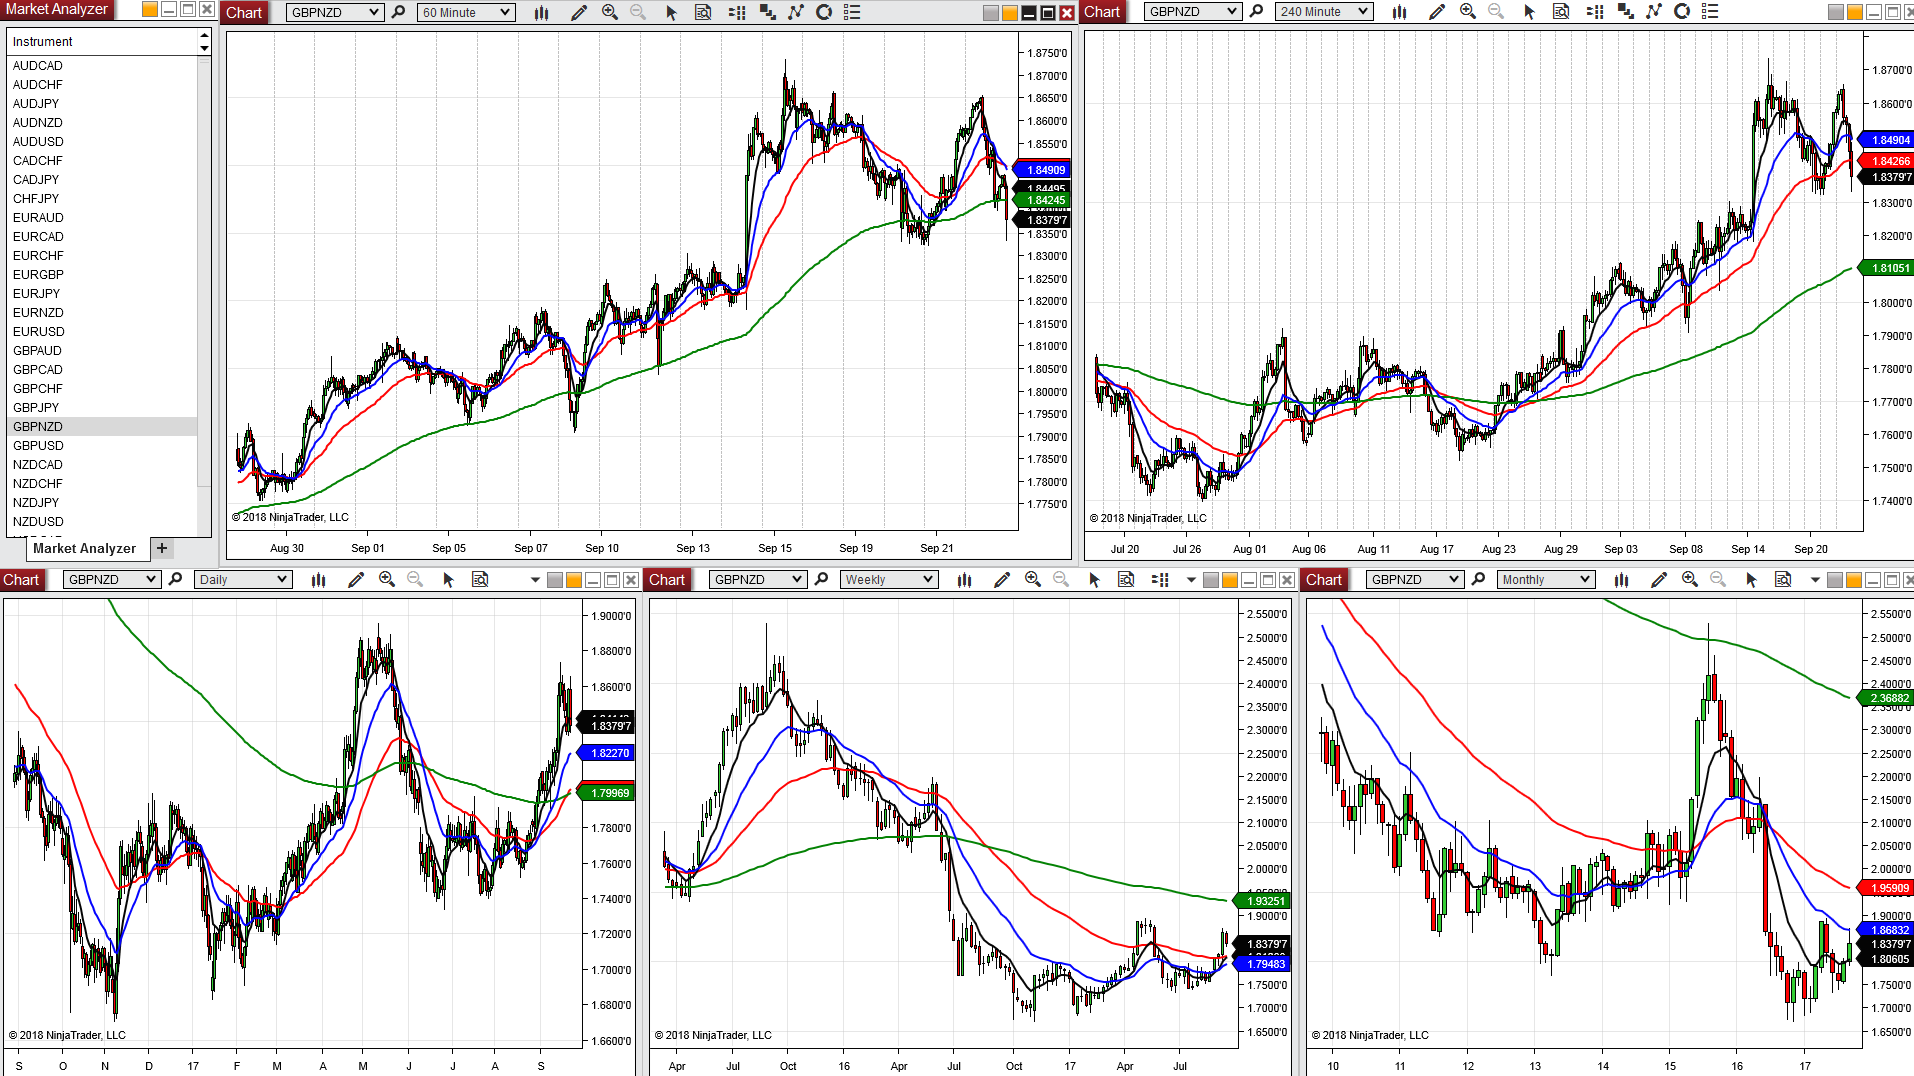 Market Analyzer
Instrument
AUDCAD
AUDCHF
AUDJPY
AUDNZD
AUDUSD
CADCHF
CADJPY
CHFJPY
EURAUD
EURCAD
EURCHF
EURGBP
EURJPY
EURNZD
EURUSD
GBPAUD
GBPCAD
GBPCHF
GBPJPY
GBPNZD
GBPUSD
NZDCAD
NZDCHF
NZDJPY
NZDUSD
Market Analyzer +
Chart GBPNZD 60 Minute
1.8750'0
1.8700'0
1.8650'0
1.8600'0
1.8550'0
1.84909
1.84495
1.84245
1.8379'7
1.8350'0
1.8300'0
1.8250'0
1.8200'0
1.8150'0
1.8100'0
1.8050'0
1.8000'0
1.7950'0
1.7900'0
1.7850'0
1.7800'0
1.7750'0
© 2018 NinjaTrader, LLC
Aug 30 Sep 01 Sep 05 Sep 07 Sep 10 Sep 13 Sep 15 Sep 19 Sep 21
Chart GBPNZD 240 Minute
1.8700'0
1.8600'0
1.84904
1.84266
1.8379'7
1.8300'0
1.8200'0
1.81051
1.8000'0
1.7900'0
1.7800'0
1.7700'0
1.7600'0
1.7500'0
1.7400'0
© 2018 NinjaTrader, LLC
Jul 20 Jul 26 Aug 01 Aug 06 Aug 11 Aug 17 Aug 23 Aug 29 Sep 03 Sep 08 Sep 14 Sep 20
Chart GBPNZD Daily
1.9000'0
1.8800'0
1.8600'0
1.8379'7
1.82270
1.79969
1.7800'0
1.7600'0
1.7400'0
1.7200'0
1.7000'0
1.6800'0
1.6600'0
© 2018 NinjaTrader, LLC
S O N D 17 F M A M J J A S
Chart GBPNZD Weekly
2.5500'0
2.5000'0
2.4500'0
2.4000'0
2.3500'0
2.3000'0
2.2500'0
2.2000'0
2.1500'0
2.1000'0
2.0500'0
2.0000'0
1.93251
1.9000'0
1.8379'7
1.79483
1.7500'0
1.7000'0
1.6500'0
© 2018 NinjaTrader, LLC
Apr Jul Oct 16 Apr Jul Oct 17 Apr Jul
Chart GBPNZD Monthly
2.5500'0
2.5000'0
2.4500'0
2.4000'0
2.36882
2.3500'0
2.3000'0
2.2500'0
2.2000'0
2.1500'0
2.1000'0
2.0500'0
2.0000'0
1.95909
1.9000'0
1.86832
1.8379'7
1.80605
1.7500'0
1.7000'0
1.6500'0
© 2018 NinjaTrader, LLC
10 11 12 13 14 15 16 17